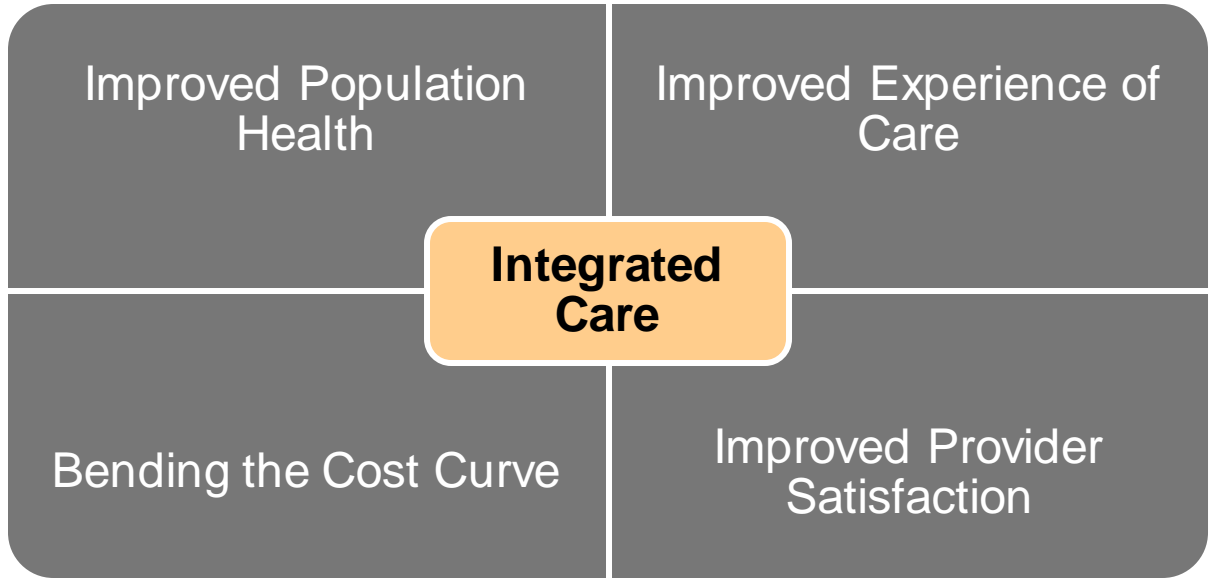 Improved Population
Health
Improved Experience of
Care
Integrated
Care
Bending the Cost Curve
Improved Provider
Satisfaction